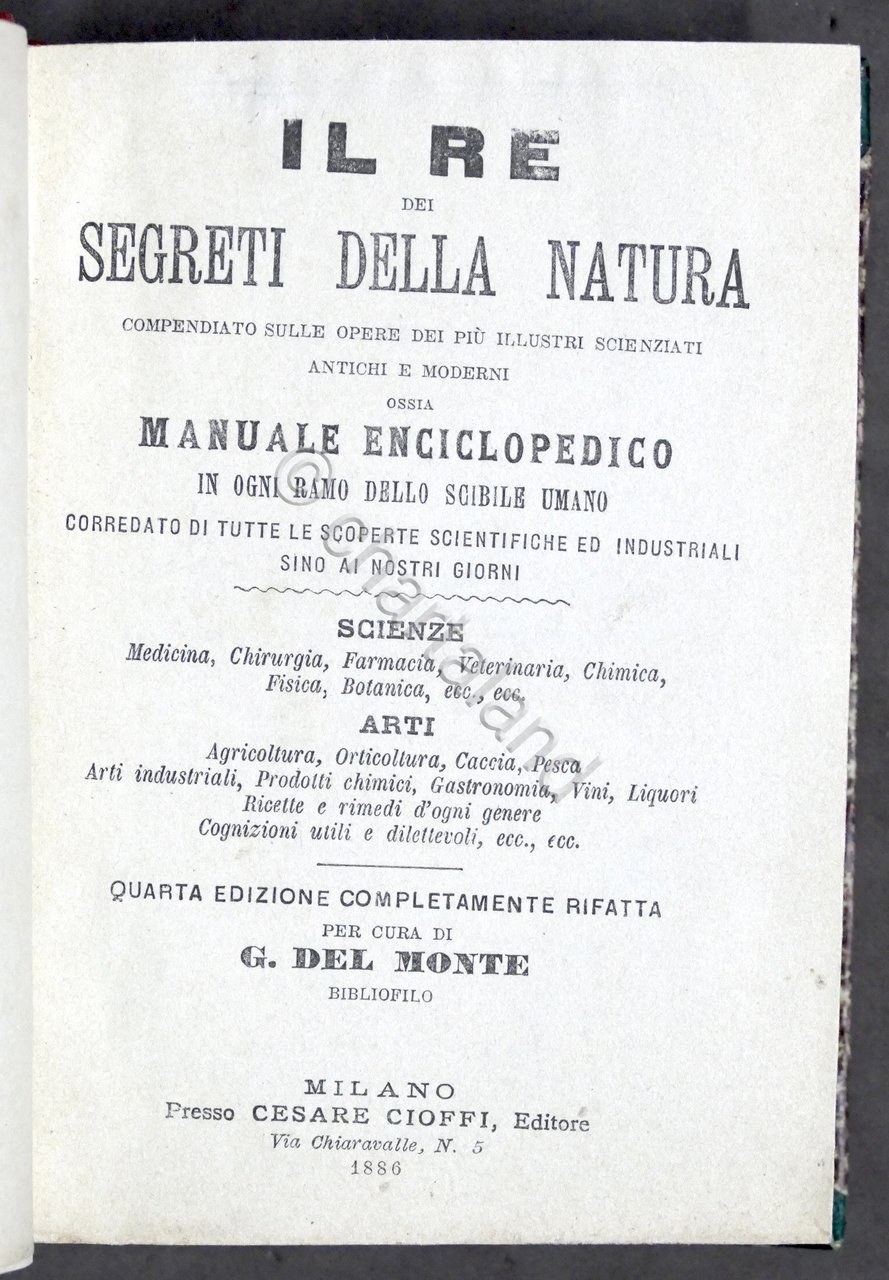 IL RE
DEI
SEGRETI DELLA NATURA
COMPENDIATO SULLE OPERE DEI PIÙ ILLUSTRI SCIENZIATI
ANTICHI E MODERNI
OSSIA
MANUALE ENCICLOPEDICO
IN OGNI RAMO DELLO SCIBILE UMANO
CORREDATO DI TUTTE LE SCOPERTE SCIENTIFICHE ED INDUSTRIALI
SINO AI NOSTRI GIORNI
SCIENZE
Medicina, Chirurgia, Farmacia, Veterinaria, Chimica,
Fisica, Botanica, ecc., ecc.
ARTI
Agricoltura, Orticoltura, Caccia, Pesca
Arti industriali, Prodotti chimici, Gastronomia, Vini, Liquori
Ricette e rimedi d'ogni genere
Cognizioni utili e dilettevoli, ecc., ecc.
QUARTA EDIZIONE COMPLETAMENTE RIFATTA
PER CURA DI
G. DEL MONTE
BIBLIOFILO
MILANO
Presso CESARE CIOFFI, Editore
Via Chiaravalle, N. 5
1886
© chartaland